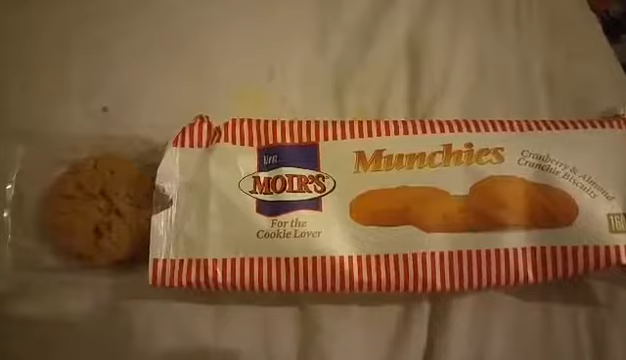 MOIR'S
For the
Cookie Lover
Munchies
Cranberry & Almond
Crunchie Biscuits